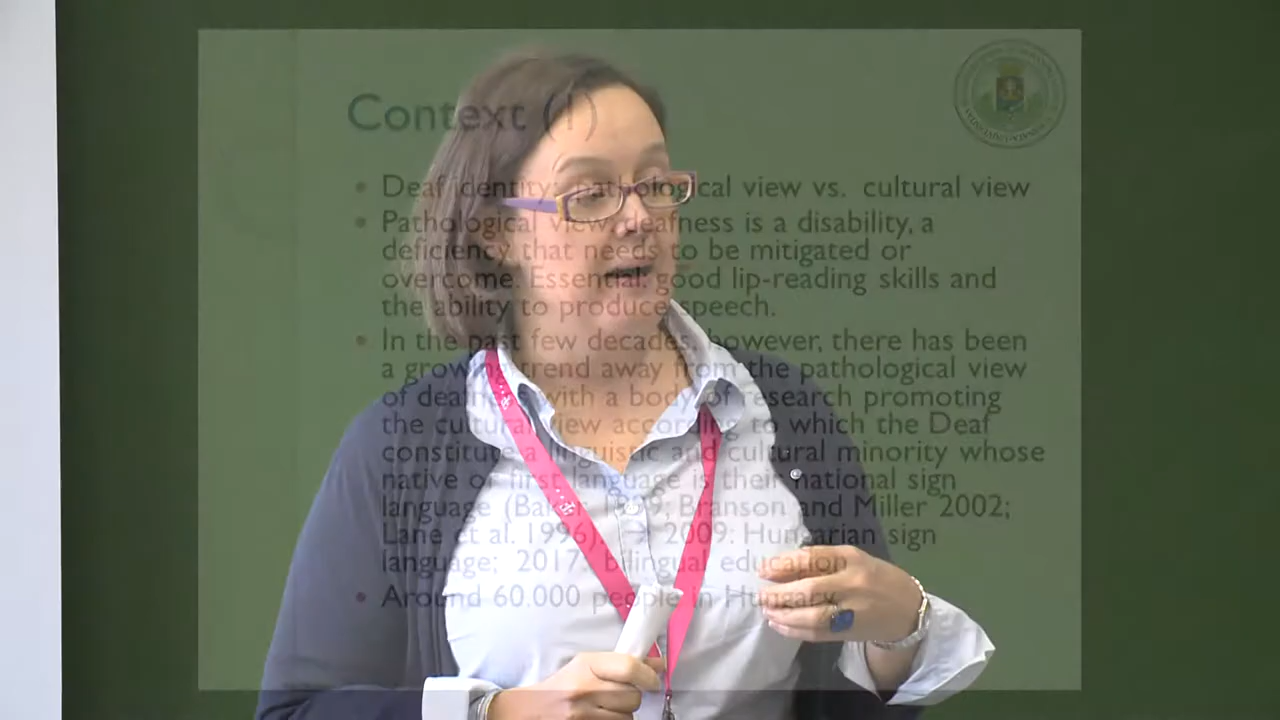 Context (1)
• Deaf identity: pathological view vs. cultural view
• Pathological view: deafness is a disability, a
deficiency that needs to be mitigated or
overcome. Essential: good lip-reading skills and
the ability to produce speech.
• In the past few decades, however, there has been
a growing trend away from the pathological view
of deafness with a body of research promoting
the cultural view according to which the Deaf
constitute a linguistic and cultural minority whose
native or first language is their national sign
language (Baker 1999; Branson and Miller 2002;
Lane et al. 1996). 2009: Hungarian sign
language; 2017: bilingual education
• Around 60.000 people in Hungary